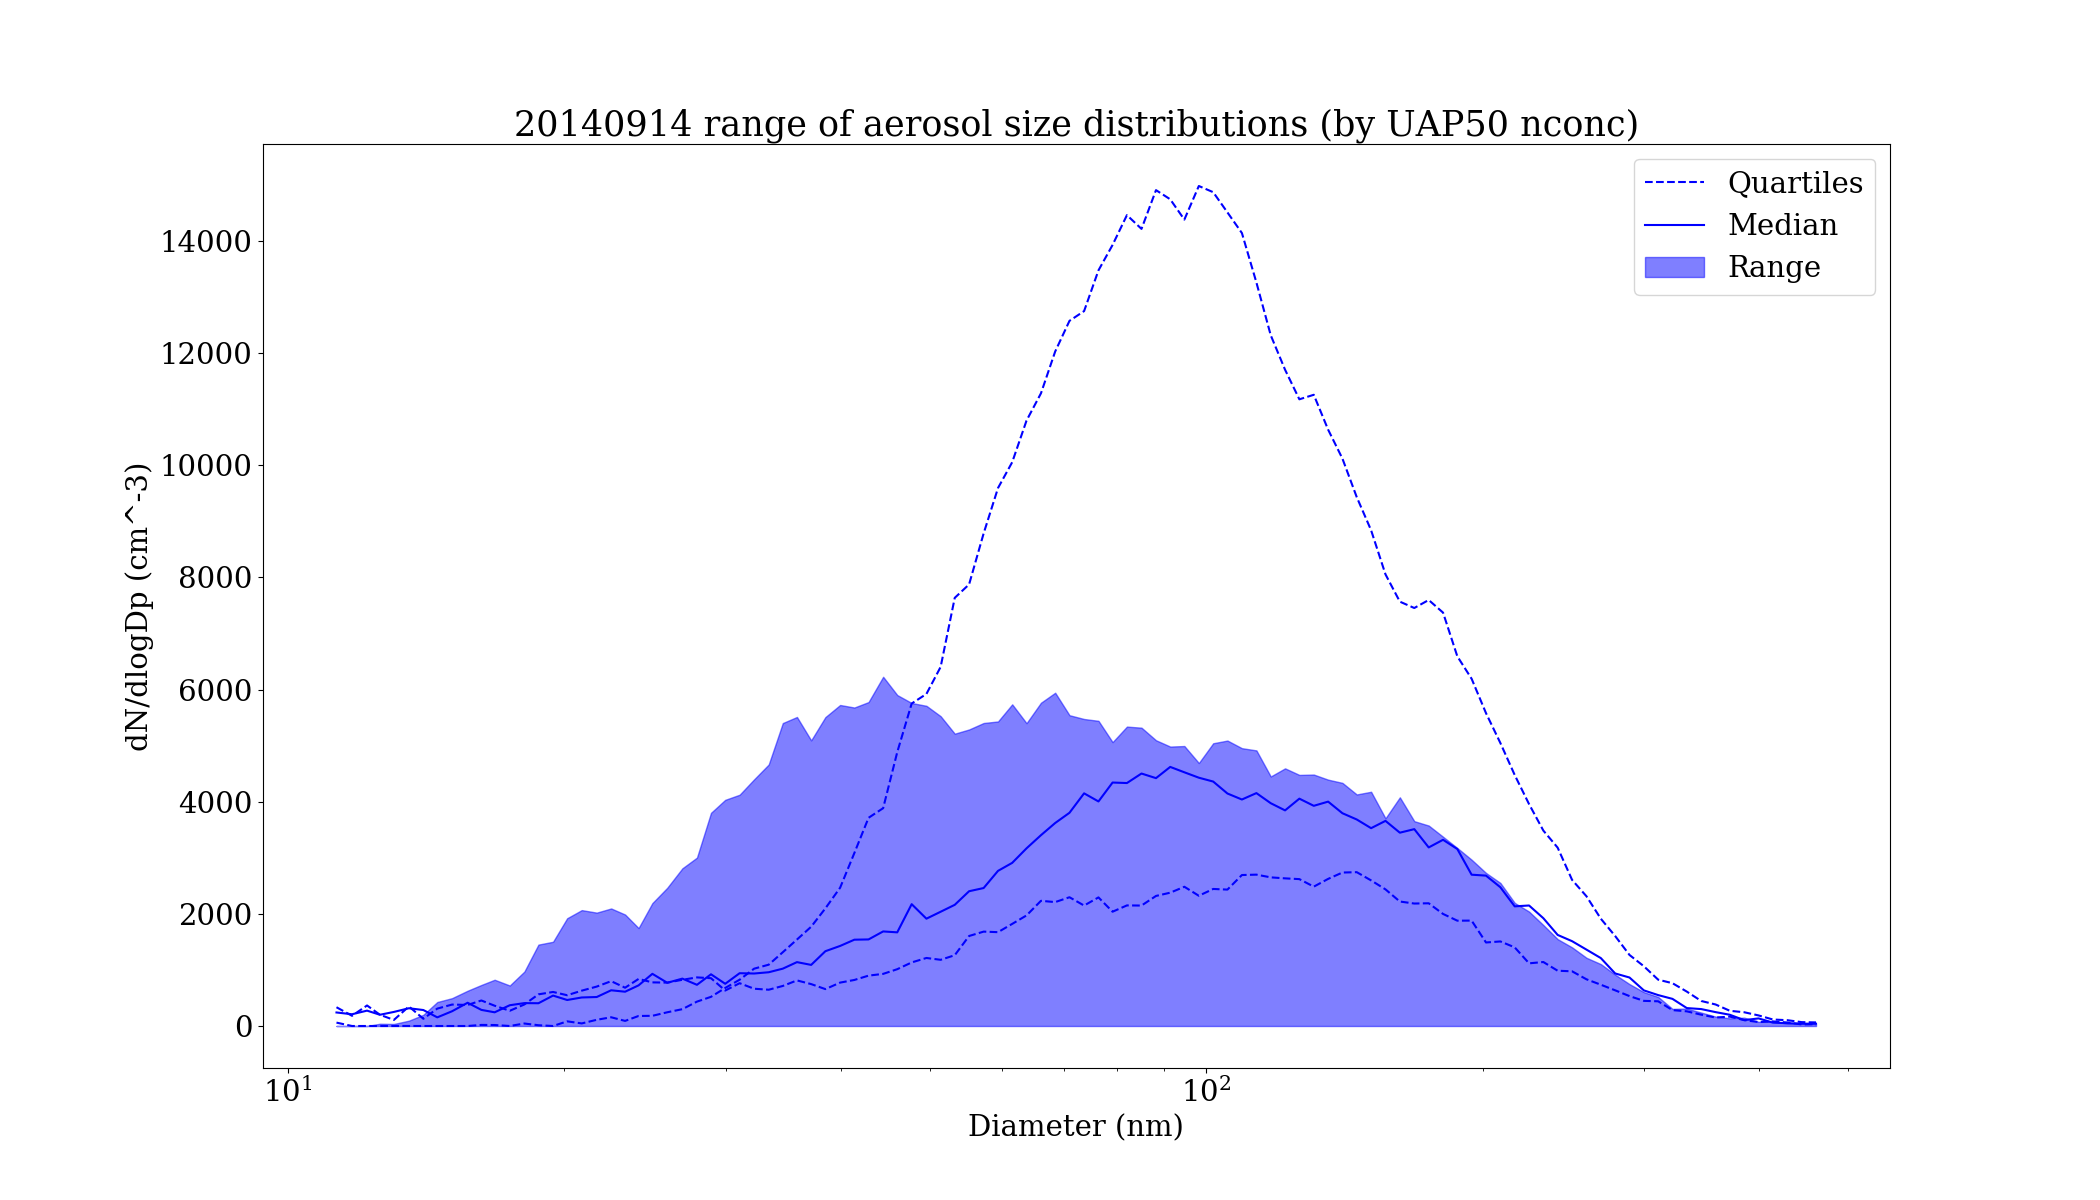 20140914 range of aerosol size distributions (by UAP50 nconc)
Quartiles
Median
Range
14000
12000
10000
8000
6000
4000
2000
0
dN/dlogDp (cm^-3)
10¹ 10²
Diameter (nm)